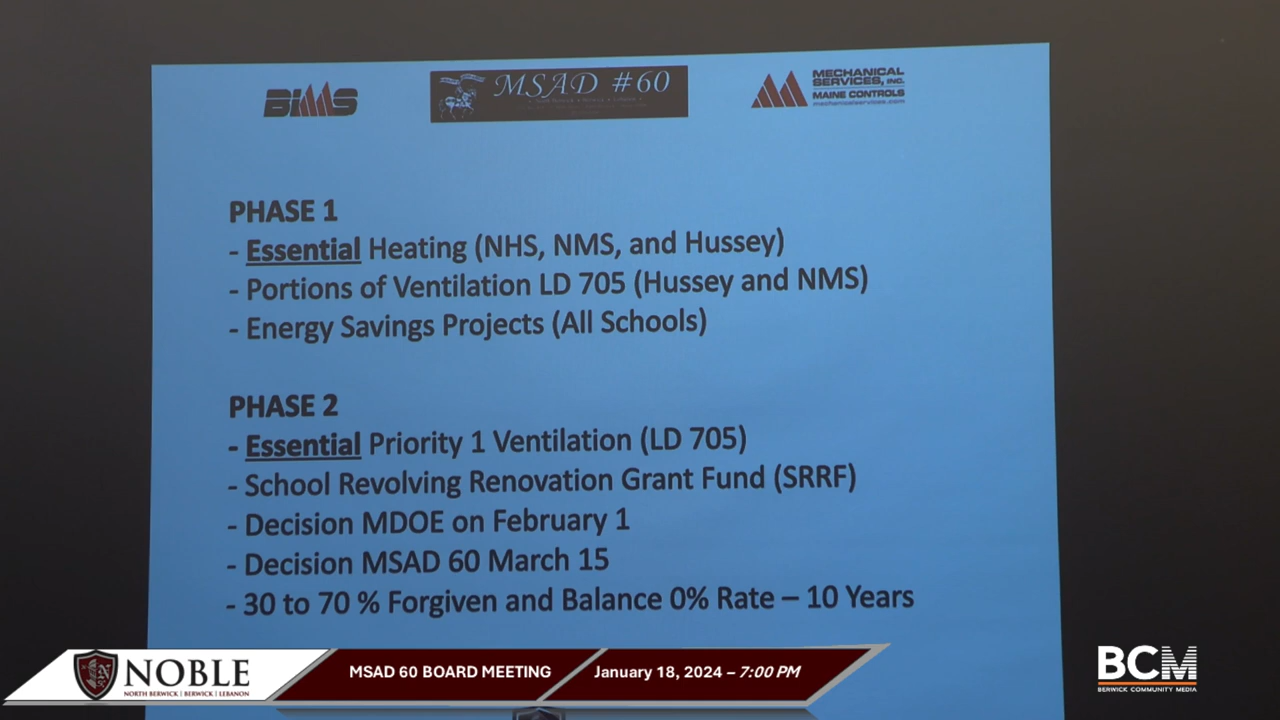 BIMS
MSAD #60
MECHANICAL
SERVICES, INC.
MAINE CONTROLS
mechanicalservices.com
PHASE 1
- Essential Heating (NHS, NMS, and Hussey)
- Portions of Ventilation LD 705 (Hussey and NMS)
- Energy Savings Projects (All Schools)
PHASE 2
- Essential Priority 1 Ventilation (LD 705)
- School Revolving Renovation Grant Fund (SRRF)
- Decision MDOE on February 1
- Decision MSAD 60 March 15
- 30 to 70 % Forgiven and Balance 0% Rate – 10 Years
NOBLE
NORTH BERWICK | BERWICK | LEBANON
MSAD 60 BOARD MEETING
January 18, 2024 – 7:00 PM
BCM
BERWICK COMMUNITY MEDIA